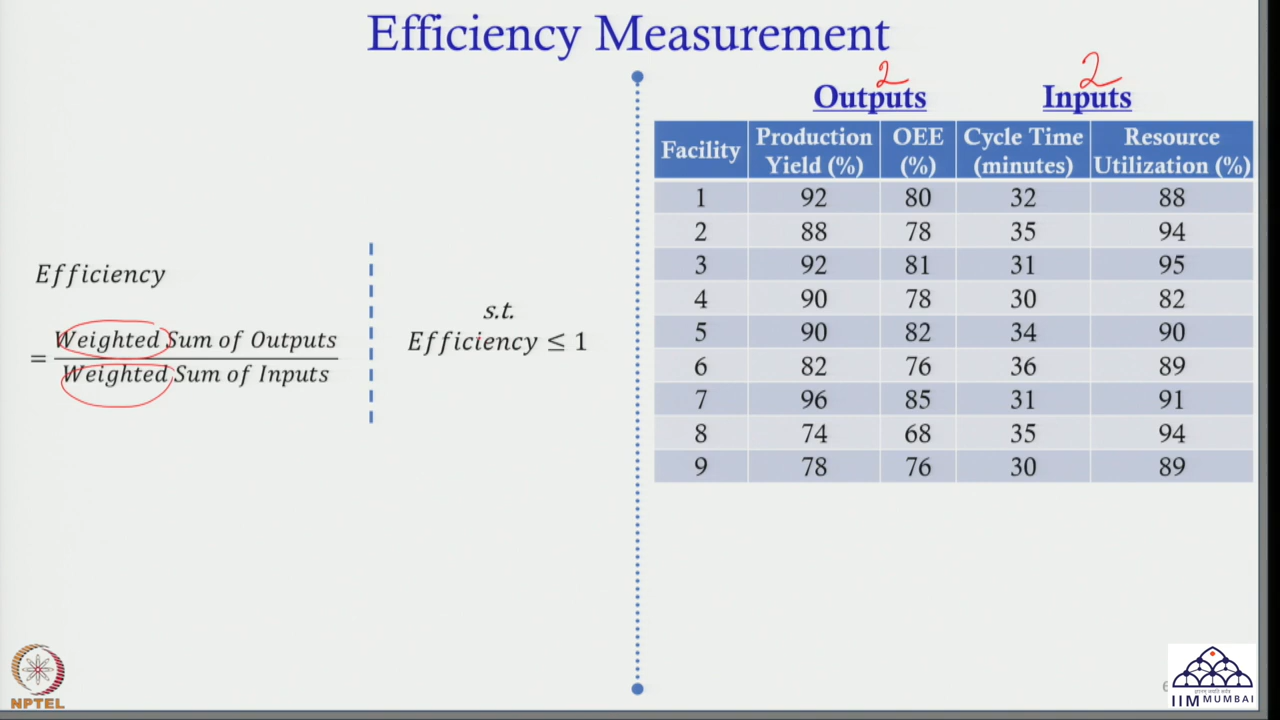 Efficiency Measurement
2 2
Outputs Inputs
Facility Production Yield (%) OEE (%) Cycle Time (minutes) Resource Utilization (%)
1 92 80 32 88
2 88 78 35 94
3 92 81 31 95
4 90 78 30 82
5 90 82 34 90
6 82 76 36 89
7 96 85 31 91
8 74 68 35 94
9 78 76 30 89
Efficiency
= Weighted Sum of Outputs
Weighted Sum of Inputs
s.t.
Efficiency ≤ 1
NPTEL
IIM MUMBAI